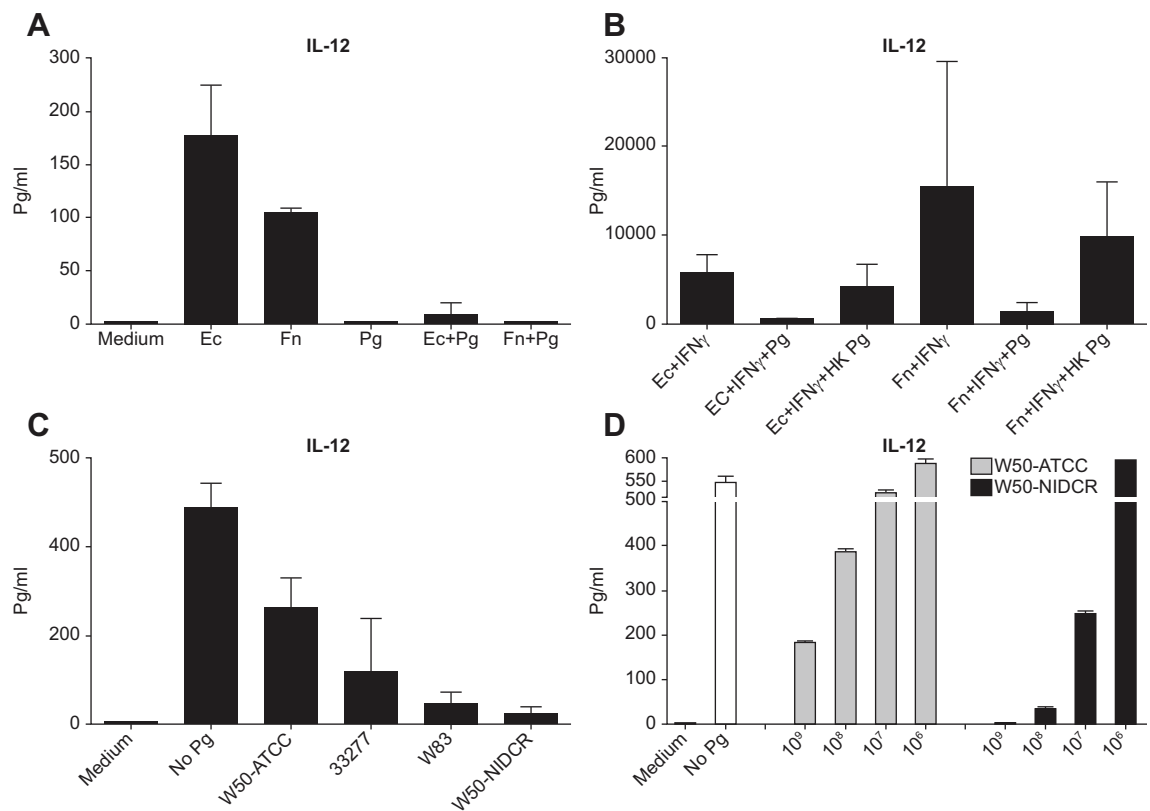 A
IL-12
Pg/ml
300
250
200
150
100
50
0
Medium
Ec
Fn
Pg
Ec+Pg
Fn+Pg
B
IL-12
Pg/ml
30000
20000
10000
0
Ec+IFNγ
EC+IFNγ+Pg
Ec+IFNγ+HK Pg
Fn+IFNγ
Fn+IFNγ+Pg
Fn+IFNγ+HK Pg
C
IL-12
Pg/ml
500
400
200
0
Medium
No Pg
W50-ATCC
33277
W83
W50-NIDCR
D
IL-12
W50-ATCC
W50-NIDCR
Pg/ml
600
550
500
400
300
200
100
0
Medium
No Pg
10⁹
10⁸
10⁷
10⁶
10⁹
10⁸
10⁷
10⁶